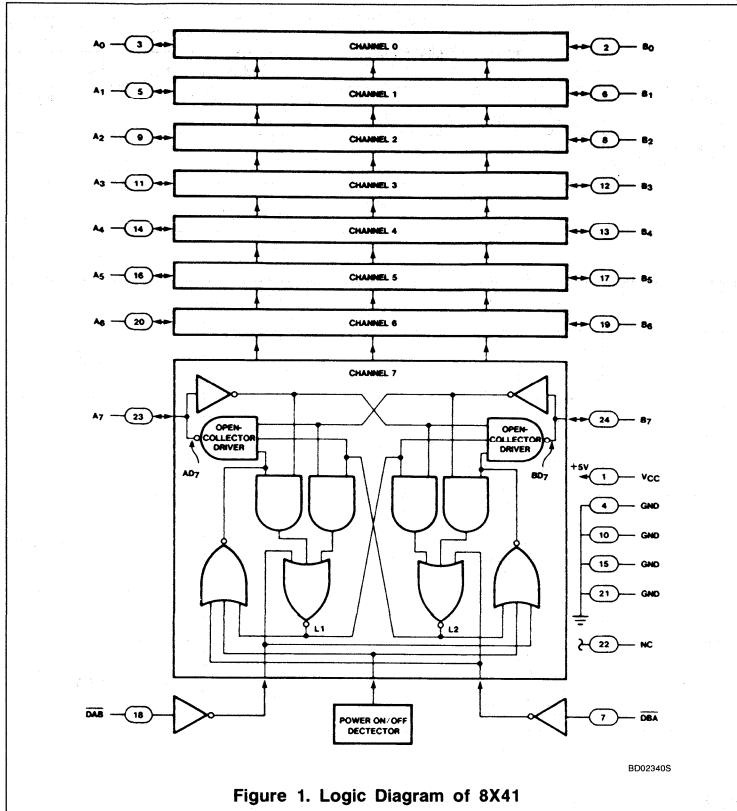 A0 3 CHANNEL 0 2 B0
A1 5 CHANNEL 1 6 B1
A2 9 CHANNEL 2 8 B2
A3 11 CHANNEL 3 12 B3
A4 14 CHANNEL 4 13 B4
A5 16 CHANNEL 5 17 B5
A6 20 CHANNEL 6 19 B6
CHANNEL 7
A7 23
OPEN-
COLLECTOR
DRIVER
AD7
OPEN-
COLLECTOR
DRIVER
BD7
24 B7
+5V
1 VCC
4 GND
10 GND
15 GND
21 GND
22 NC
L1
L2
DAB 18
POWER ON/OFF
DECTECTOR
7 DBA
BD02340S
Figure 1. Logic Diagram of 8X41